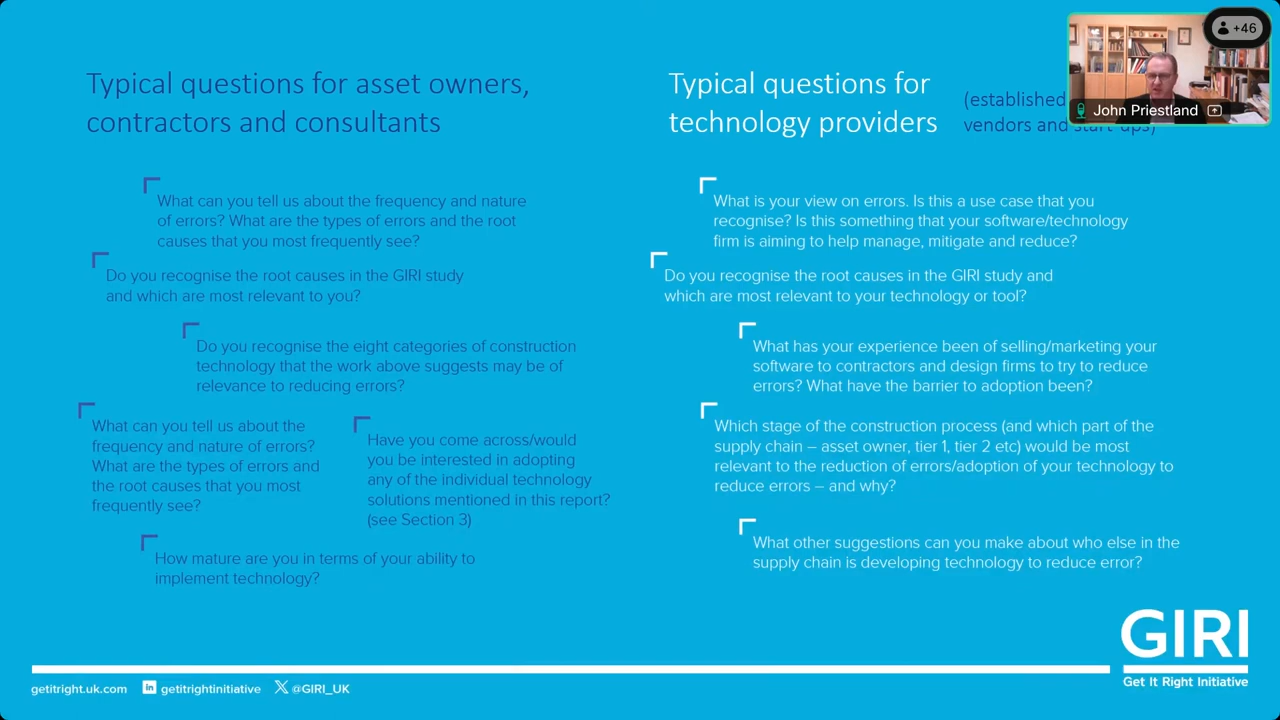 Typical questions for asset owners,
contractors and consultants
What can you tell us about the frequency and nature
of errors? What are the types of errors and the root
causes that you most frequently see?
Do you recognise the root causes in the GIRI study
and which are most relevant to you?
Do you recognise the eight categories of construction
technology that the work above suggests may be of
relevance to reducing errors?
What can you tell us about the
frequency and nature of errors?
What are the types of errors and
the root causes that you most
frequently see?
Have you come across/would
you be interested in adopting
any of the individual technology
solutions mentioned in this report?
(see Section 3)
How mature are you in terms of your ability to
implement technology?
Typical questions for
technology providers
(established
vendors and start-ups)
What is your view on errors. Is this a use case that you
recognise? Is this something that your software/technology
firm is aiming to help manage, mitigate and reduce?
Do you recognise the root causes in the GIRI study and
which are most relevant to your technology or tool?
What has your experience been of selling/marketing your
software to contractors and design firms to try to reduce
errors? What have the barrier to adoption been?
Which stage of the construction process (and which part of the
supply chain – asset owner, tier 1, tier 2 etc) would be most
relevant to the reduction of errors/adoption of your technology to
reduce errors – and why?
What other suggestions can you make about who else in the
supply chain is developing technology to reduce error?
+46
John Priestland
GIRI
Get It Right Initiative
getitright.uk.com
getitrightinitiative
@GIRI_UK